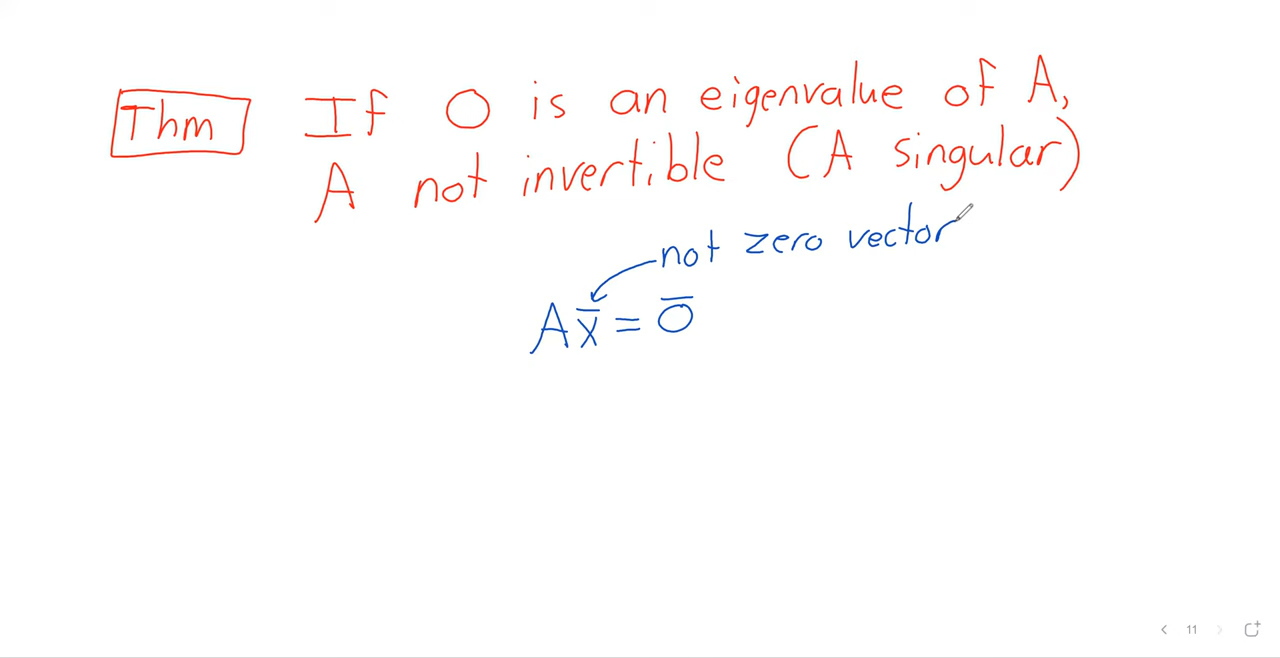 Thm If 0 is an eigenvalue of A,
A not invertible (A singular)
not zero vector
Ax̄ = 0̄
11